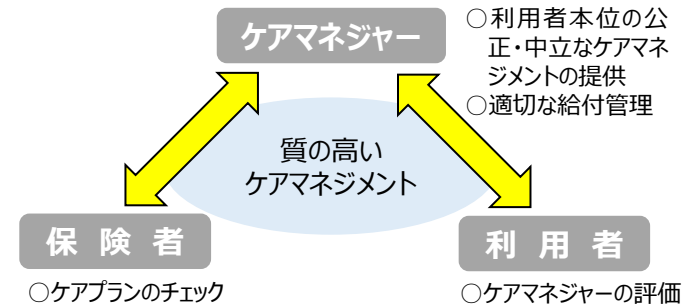 ケアマネジャー
○利用者本位の公
正・中立なケアマネ
ジメントの提供
○適切な給付管理
質の高い
ケアマネジメント
保 険 者
利 用 者
○ケアプランのチェック
○ケアマネジャーの評価